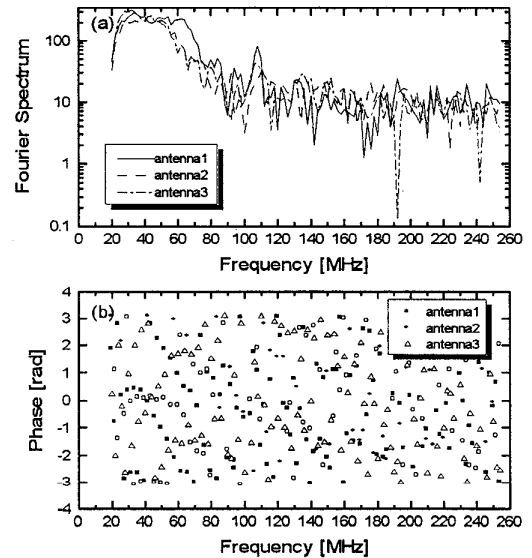 (a)
Fourier Spectrum
100
10
1
0.1
antenna1
antenna2
antenna3
0 20 40 60 80 100 120 140 160 180 200 220 240 260
Frequency [MHz]
(b)
Phase [rad]
4
3
2
1
0
-1
-2
-3
-4
antenna1
antenna2
antenna3
0 20 40 60 80 100 120 140 160 180 200 220 240 260
Frequency [MHz]